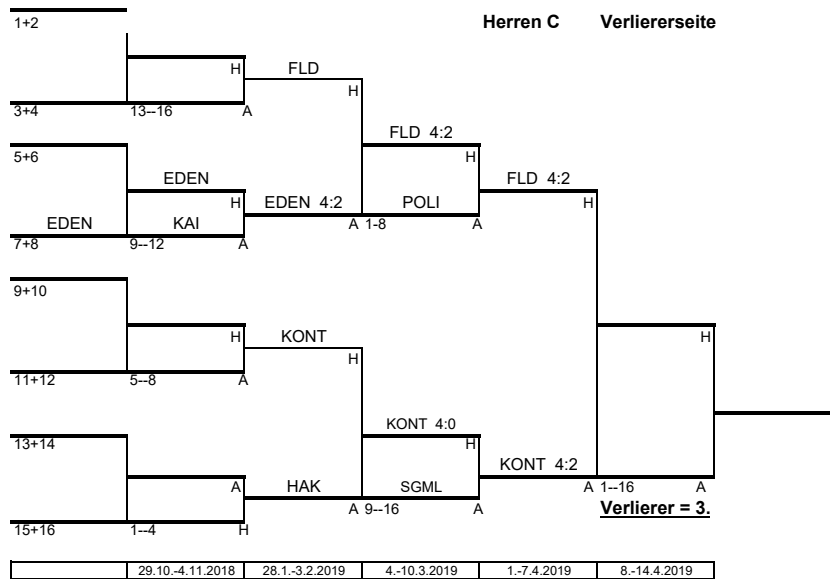 Herren C Verliererseite
1+2
H FLD
H
3+4 13--16 A
FLD 4:2
5+6 H
EDEN FLD 4:2
H EDEN 4:2 POLI H
EDEN KAI A 1-8 A
7+8 9--12 A
9+10
H KONT H
H
11+12 5--8 A
KONT 4:0
13+14 H
KONT 4:2
A HAK SGML A 1--16 A
A 9--16 A
15+16 1--4 H Verlierer = 3.
29.10.-4.11.2018 28.1.-3.2.2019 4.-10.3.2019 1.-7.4.2019 8.-14.4.2019